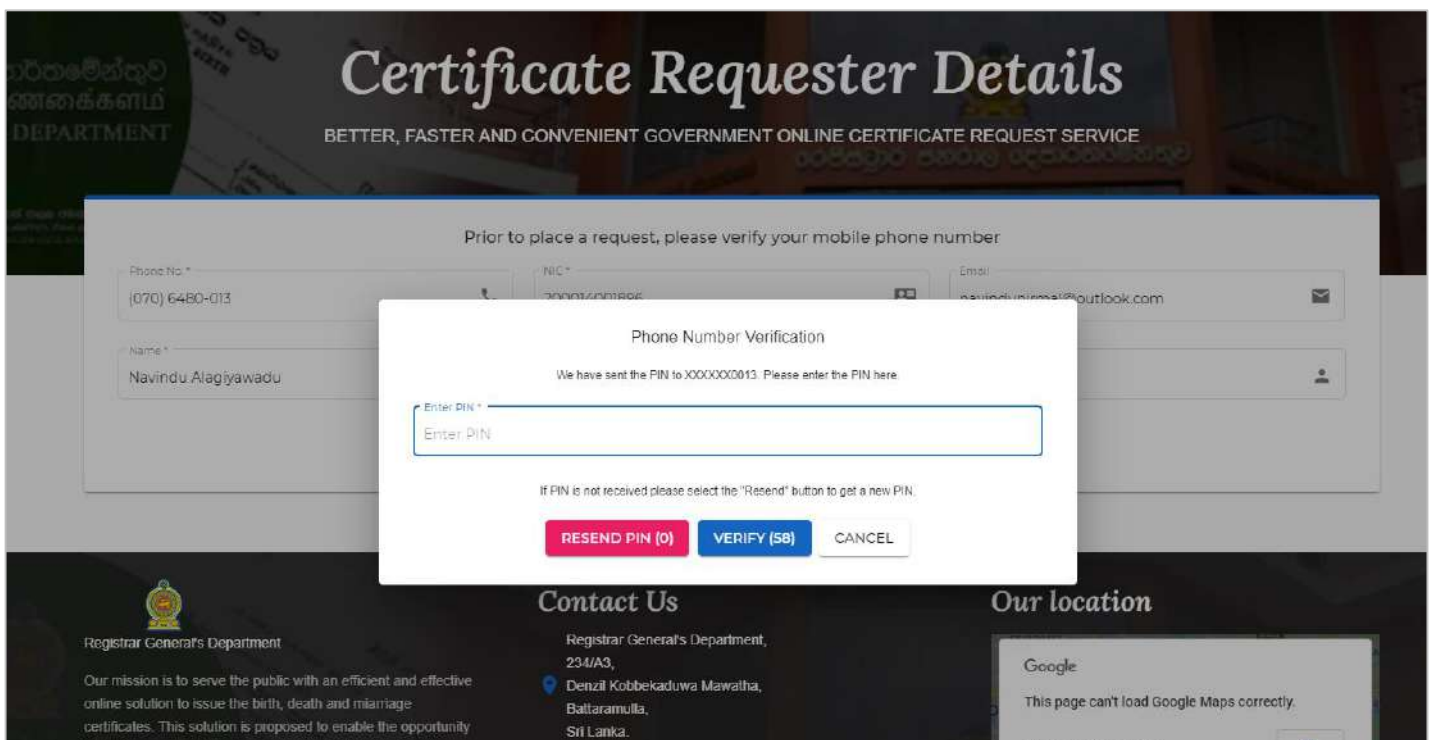 DEPARTMENT
Certificate Requester Details
BETTER, FASTER AND CONVENIENT GOVERNMENT ONLINE CERTIFICATE REQUEST SERVICE
Prior to place a request, please verify your mobile phone number
Phone No *
(070) 6480-013
NIC *
200014001896
Email
navindunirmal@outlook.com
Name *
Navindu Alagiyawadu
Phone Number Verification
We have sent the PIN to XXXXXX0013. Please enter the PIN here.
Enter PIN *
Enter PIN
If PIN is not received please select the "Resend" button to get a new PIN.
RESEND PIN (0)
VERIFY (58)
CANCEL
Registrar General's Department
Our mission is to serve the public with an efficient and effective
online solution to issue the birth, death and miarriage
certificates. This solution is proposed to enable the opportunity
Contact Us
Registrar General's Department,
234/A3,
Denzil Kobbekaduwa Mawatha,
Battaramulla,
Sri Lanka.
Our location
Google
This page can't load Google Maps correctly.